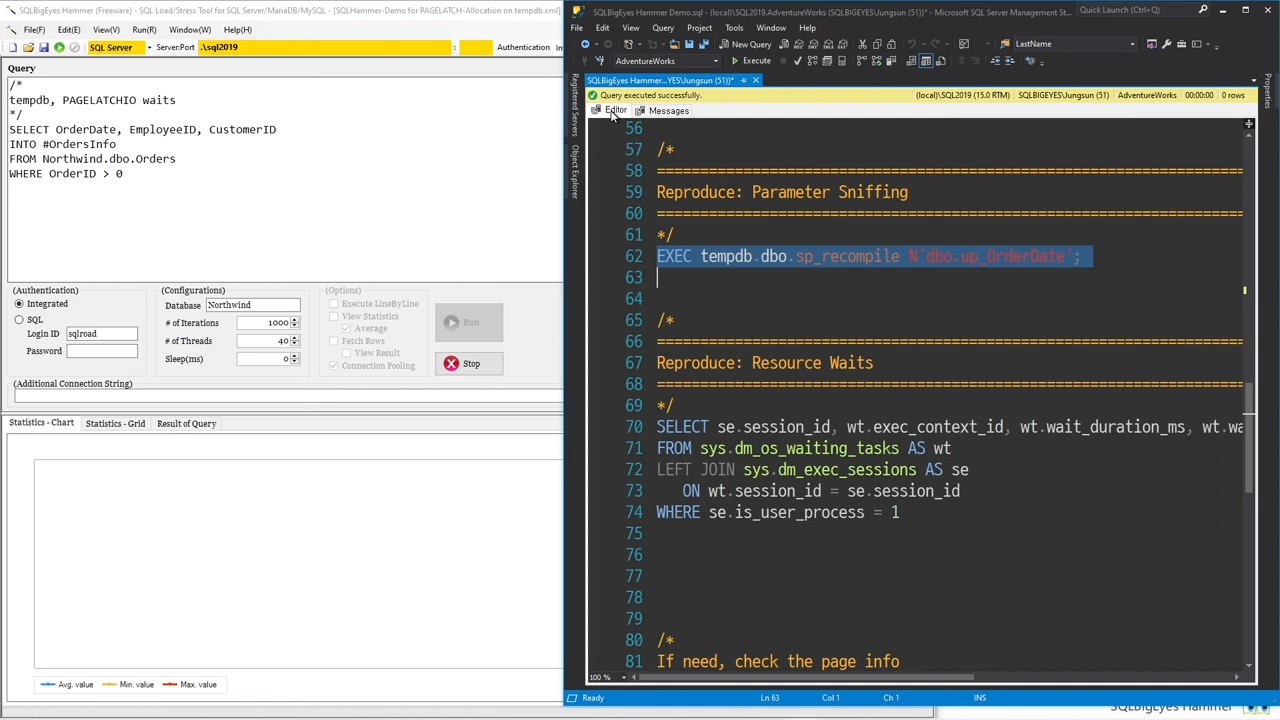 SQLBigEyes Hammer (Freeware) - SQL Load/Stress Tool for SQL Server/MariaDB/MySQL - [SQLHammer-Demo for PAGELATCH-Allocation on tempdb.xml]
File(F) Edit(E) View(V) Run(R) Window(W) Help(H)
SQL Server Server:Port .\sql2019 : Authentication
Query
/*
tempdb, PAGELATCHIO waits
*/
SELECT OrderDate, EmployeeID, CustomerID
INTO #OrdersInfo
FROM Northwind.dbo.Orders
WHERE OrderID > 0
(Authentication) (Configurations) (Options)
Integrated Database Northwind Execute LineByLine
# of Iterations 1000 View Statistics
SQL Average Run
Login ID sqlroad # of Threads 40 Fetch Rows
Password Sleep(ms) 0 View Result
Connection Pooling Stop
(Additional Connection String)
Statistics - Chart Statistics - Grid Result of Query
Avg. value Min. value Max. value
SQLBigEyes Hammer Demo.sql - (local)\SQL2019.AdventureWorks (SQLBIGEYES\Jungsun (51))* - Microsoft SQL Server Management St... Quick Launch (Ctrl+Q)
File Edit View Query Project Tools Window Help
New Query LastName
AdventureWorks Execute
SQLBigEyes Hammer...YES\Jungsun (51))*
Query executed successfully. (local)\SQL2019 (15.0 RTM) SQLBIGEYES\Jungsun (51) AdventureWorks 00:00:00 0 rows
Editor Messages
Registered Servers
Object Explorer
Properties
56
57 /*
58 ====================================================================
59 Reproduce: Parameter Sniffing
60 ====================================================================
61 */
62 EXEC tempdb.dbo.sp_recompile N'dbo.up_OrderDate';
63
64
65 /*
66 ====================================================================
67 Reproduce: Resource Waits
68 ====================================================================
69 */
70 SELECT se.session_id, wt.exec_context_id, wt.wait_duration_ms, wt.wa
71 FROM sys.dm_os_waiting_tasks AS wt
72 LEFT JOIN sys.dm_exec_sessions AS se
73 ON wt.session_id = se.session_id
74 WHERE se.is_user_process = 1
75
76
77
78
79
80 /*
81 If need, check the page info
100 %
Ready Ln 63 Col 1 Ch 1 INS
SQLBigEyes Hammer